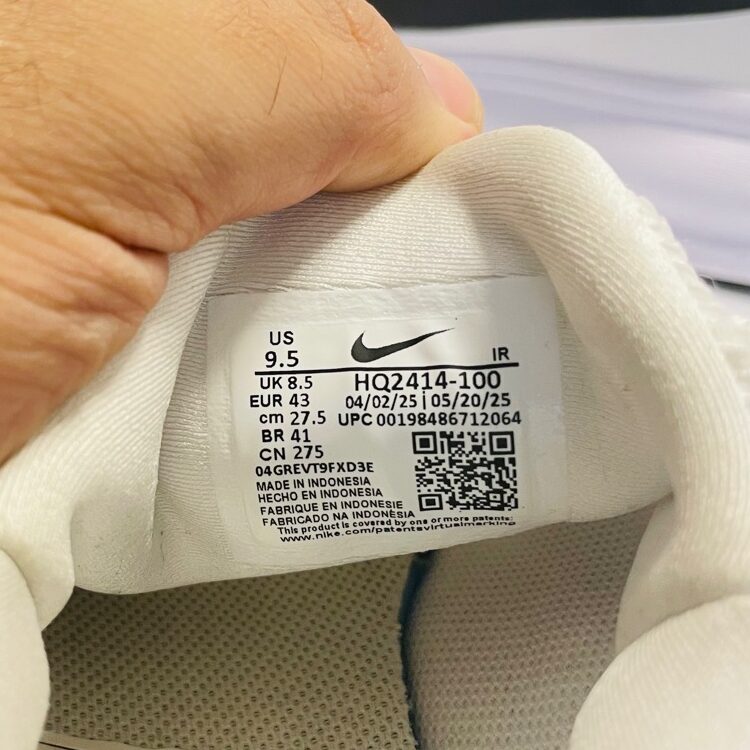 US
9.5
IR
UK 8.5
HQ2414-100
EUR 43
04/02/25 | 05/20/25
cm 27.5
UPC 00198486712064
BR 41
CN 275
04GREVT9FXD3E
MADE IN INDONESIA
HECHO EN INDONESIA
FABRIQUE EN INDONESIE
FABRICADO NA INDONÈSIA
This product is covered by one or more patents:
www.nike.com/patentsvirtualmarking